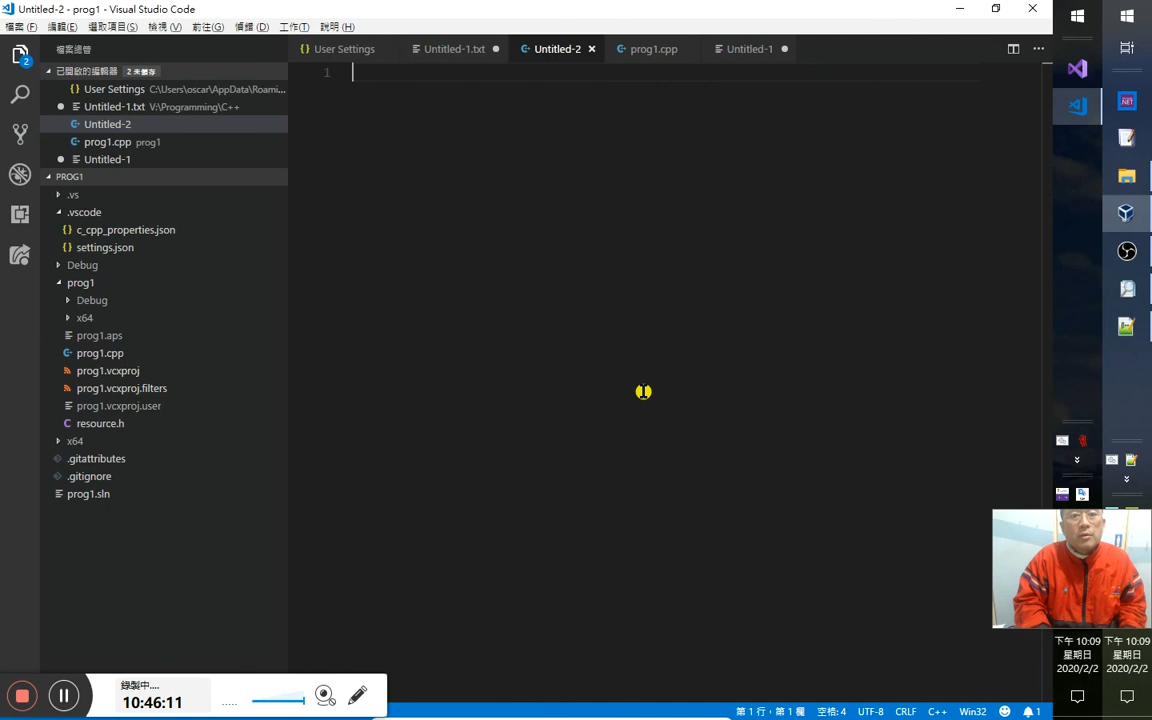 Untitled-2 - prog1 - Visual Studio Code
檔案 (F) 編輯(E) 選取項目(S) 檢視 (V) 前往(G) 偵錯 (D) 工作(T) 說明 (H)
檔案總管
User Settings
Untitled-1.txt
Untitled-2
prog1.cpp
Untitled-1
2
已開啟的編輯器 2 未儲存
User Settings C:\Users\oscar\AppData\Roami...
Untitled-1.txt V:\Programming\C++
Untitled-2
prog1.cpp prog1
Untitled-1
PROG1
.vs
.vscode
c_cpp_properties.json
settings.json
Debug
prog1
Debug
x64
prog1.aps
prog1.cpp
prog1.vcxproj
prog1.vcxproj.filters
prog1.vcxproj.user
resource.h
x64
.gitattributes
.gitignore
prog1.sln
1
錄製中....
10:46:11
第 1 行，第 1 欄 空格: 4 UTF-8 CRLF C++ Win32 1
.NET
下午 10:09
星期日
2020/2/2
下午 10:09
星期日
2020/2/2